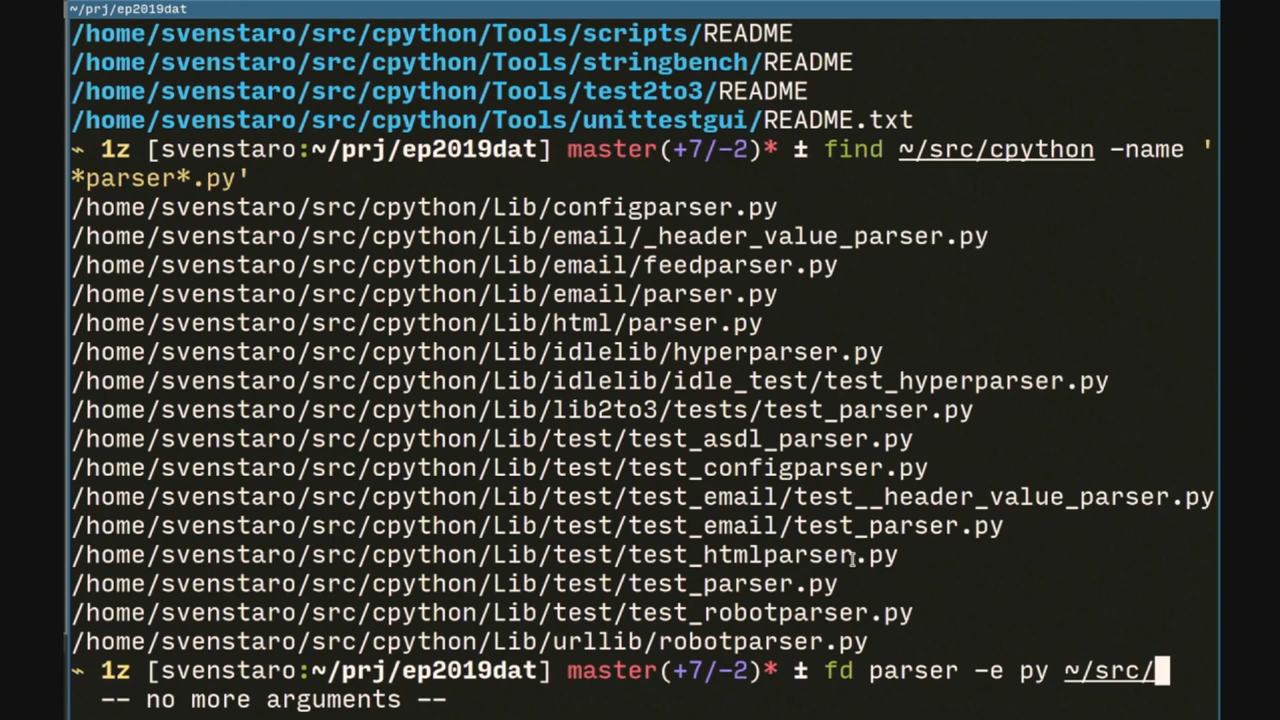 ~/prj/ep2019dat
/home/svenstaro/src/cpython/Tools/scripts/README
/home/svenstaro/src/cpython/Tools/stringbench/README
/home/svenstaro/src/cpython/Tools/test2to3/README
/home/svenstaro/src/cpython/Tools/unittestgui/README.txt
~ 1z [svenstaro:~/prj/ep2019dat] master(+7/-2)* ± find ~/src/cpython -name '
*parser*.py'
/home/svenstaro/src/cpython/Lib/configparser.py
/home/svenstaro/src/cpython/Lib/email/_header_value_parser.py
/home/svenstaro/src/cpython/Lib/email/feedparser.py
/home/svenstaro/src/cpython/Lib/email/parser.py
/home/svenstaro/src/cpython/Lib/html/parser.py
/home/svenstaro/src/cpython/Lib/idlelib/hyperparser.py
/home/svenstaro/src/cpython/Lib/idlelib/idle_test/test_hyperparser.py
/home/svenstaro/src/cpython/Lib/lib2to3/tests/test_parser.py
/home/svenstaro/src/cpython/Lib/test/test_asdl_parser.py
/home/svenstaro/src/cpython/Lib/test/test_configparser.py
/home/svenstaro/src/cpython/Lib/test/test_email/test__header_value_parser.py
/home/svenstaro/src/cpython/Lib/test/test_email/test_parser.py
/home/svenstaro/src/cpython/Lib/test/test_htmlparser.py
/home/svenstaro/src/cpython/Lib/test/test_parser.py
/home/svenstaro/src/cpython/Lib/test/test_robotparser.py
/home/svenstaro/src/cpython/Lib/urllib/robotparser.py
~ 1z [svenstaro:~/prj/ep2019dat] master(+7/-2)* ± fd parser -e py ~/src/
-- no more arguments --